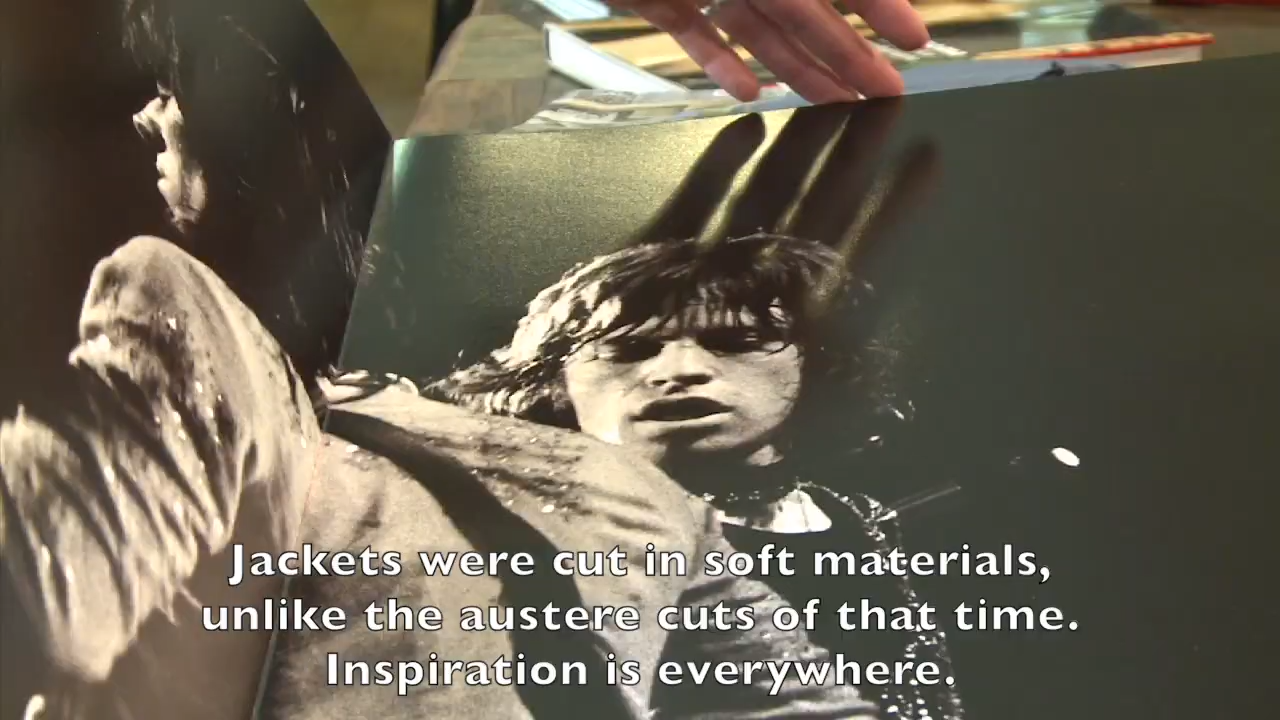 Jackets were cut in soft materials,
unlike the austere cuts of that time.
Inspiration is everywhere.